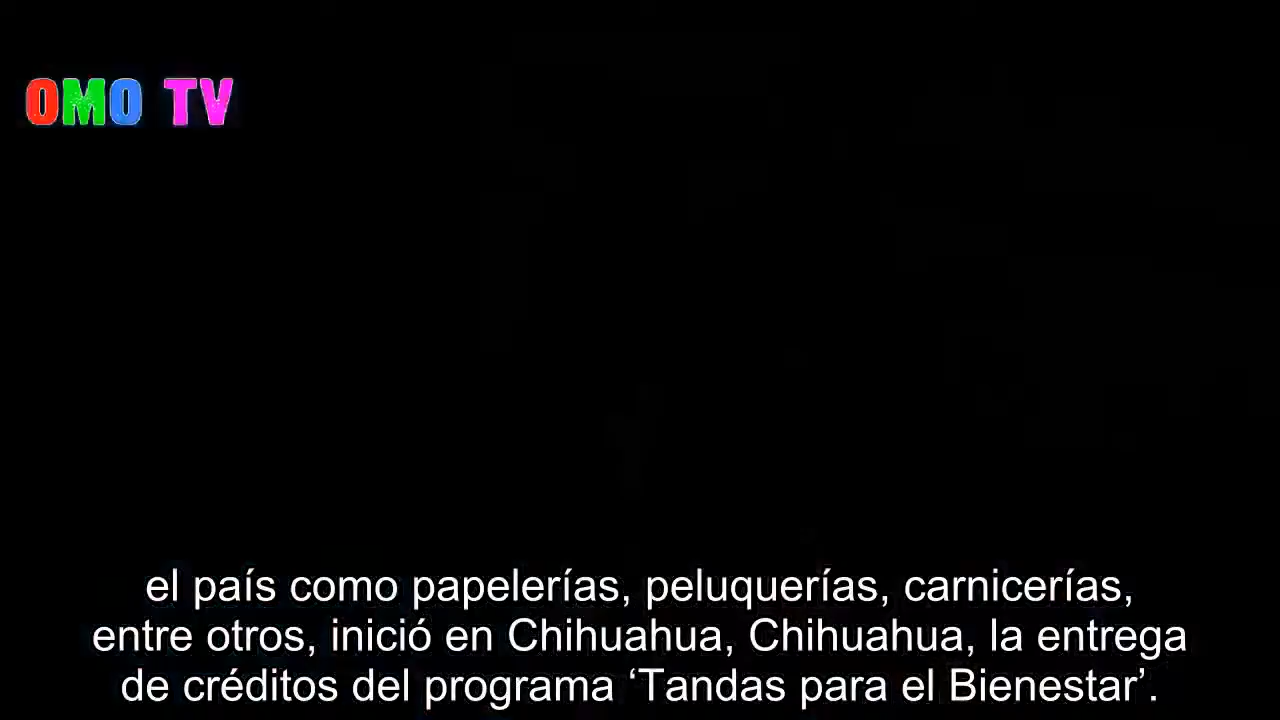 OMO TV
el país como papelerías, peluquerías, carnicerías,
entre otros, inició en Chihuahua, Chihuahua, la entrega
de créditos del programa ‘Tandas para el Bienestar’.